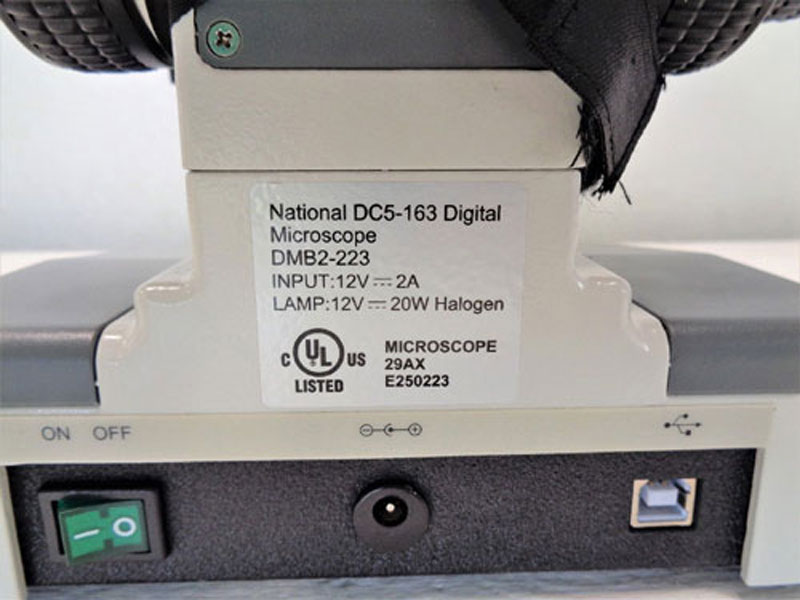 National DC5-163 Digital
Microscope
DMB2-223
INPUT:12V⎓2A
LAMP:12V⎓20W Halogen
C UL US
LISTED
MICROSCOPE
29AX
E250223
ON OFF